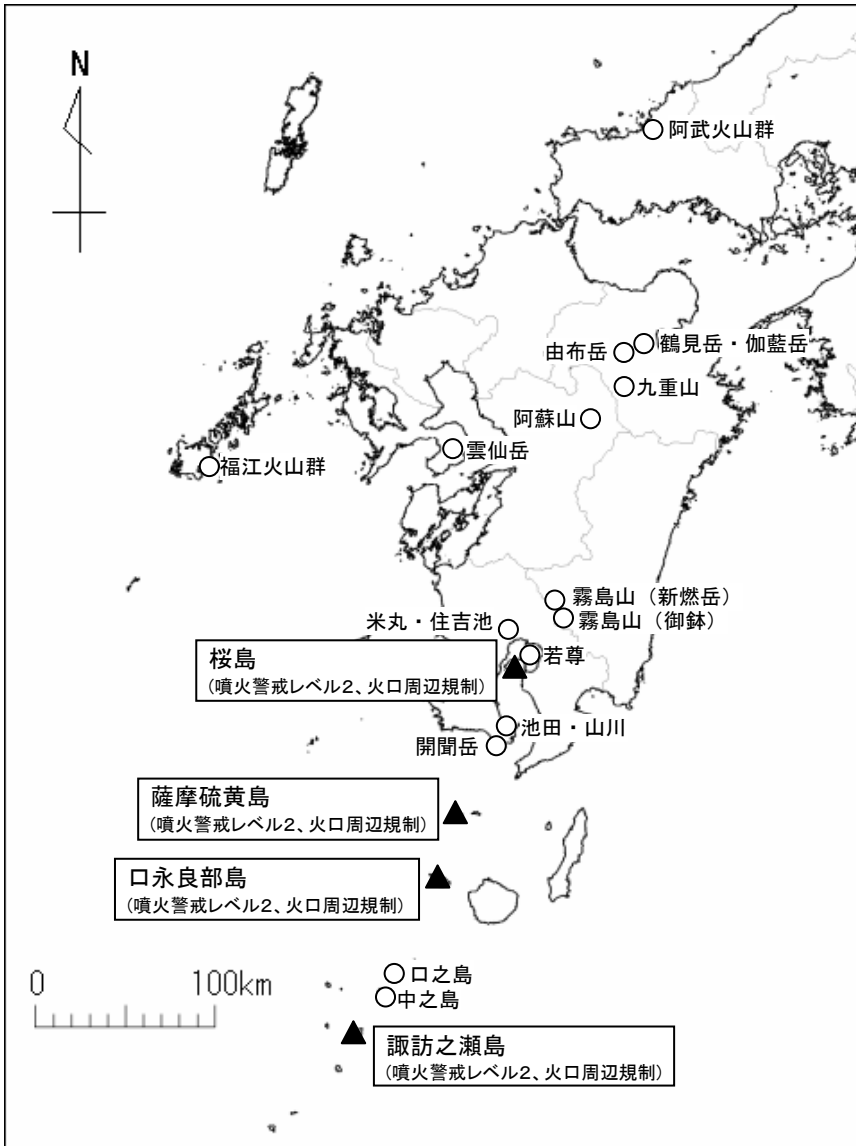 N
阿武火山群
鶴見岳・伽藍岳
由布岳
九重山
阿蘇山
雲仙岳
福江火山群
霧島山（新燃岳）
霧島山（御鉢）
米丸・住吉池
若尊
桜島
（噴火警戒レベル２、火口周辺規制）
池田・山川
開聞岳
薩摩硫黄島
（噴火警戒レベル２、火口周辺規制）
口永良部島
（噴火警戒レベル２、火口周辺規制）
口之島
中之島
0 100km
諏訪之瀬島
（噴火警戒レベル２、火口周辺規制）